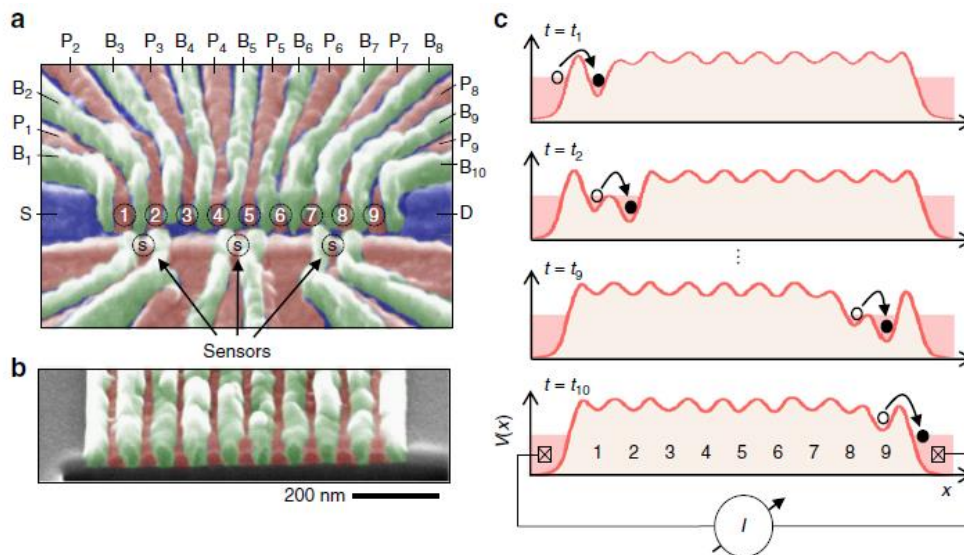 a
P2 B3 P3 B4 P4 B5 P5 B6 P6 B7 P7 B8
B2
P1
B1
S
P8
B9
P9
B10
D
1 2 3 4 5 6 7 8 9
s s s
Sensors
b
200 nm
c
t = t1
t = t2
⋮
t = t9
t = t10
V(x)
1 2 3 4 5 6 7 8 9
x
I